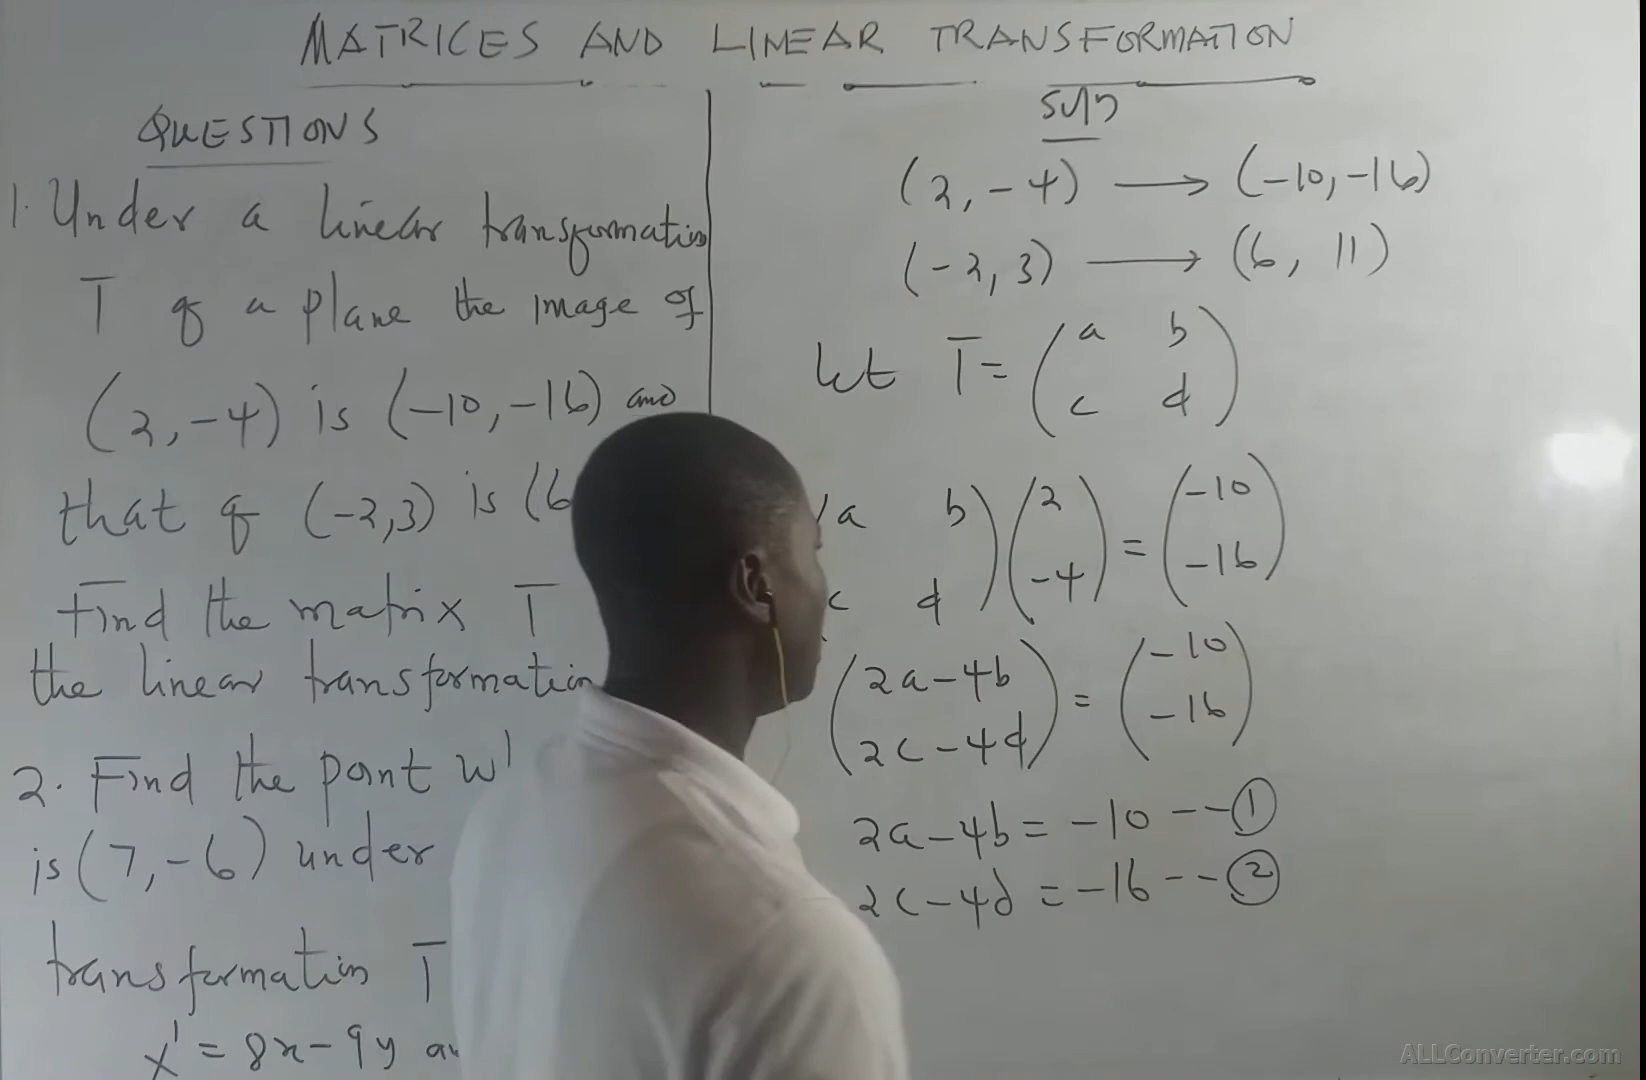 MATRICES AND LINEAR TRANSFORMATION
QUESTIONS
1. Under a linear transformation
T of a plane the image of
(2, -4) is (-10, -16) and
that of (-2,3) is (6
Find the matrix T
the linear transformation
2. Find the point
is (7, -6) under
transformation T
x' = 8x - 9y
Soln
(2, -4) → (-10, -16)
(-2, 3) → (6, 11)
let T = (a b
c d)
(a b
c d) (2
-4) = (-10
-16)
(2a - 4b
2c - 4d) = (-10
-16)
2a - 4b = -10 -- ①
2c - 4d = -16 -- ②
ALLConverter.com